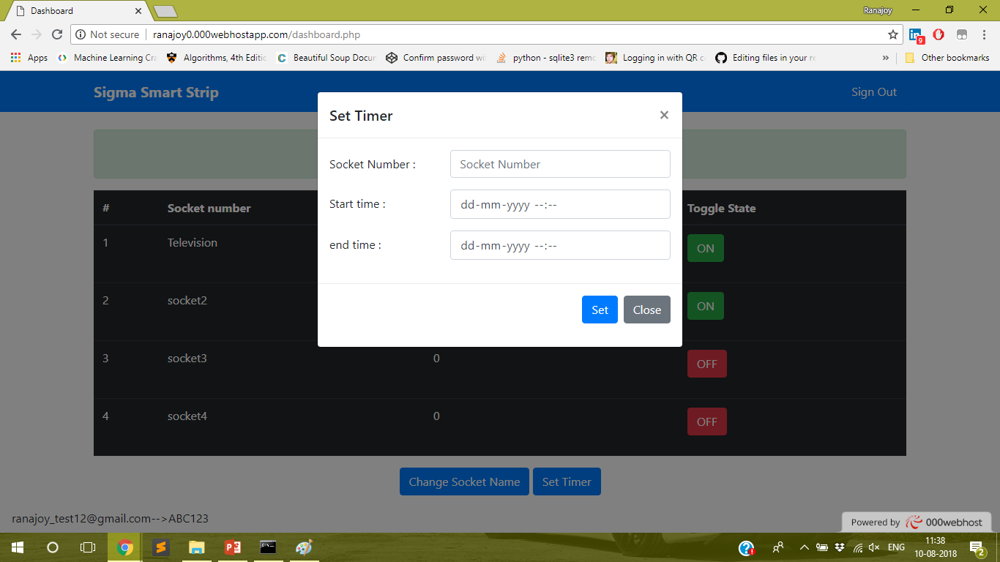 Dashboard
Ranajoy
Not secure
ranajoy0.000webhostapp.com/dashboard.php
9
Apps
Machine Learning Cra
Algorithms, 4th Editio
Beautiful Soup Docur
Confirm password wi
python - sqlite3 remo
Logging in with QR c
Editing files in your re
»
Other bookmarks
Sigma Smart Strip
Sign Out
Set Timer
×
Socket Number :
Socket Number
Start time :
dd-mm-yyyy --:--
end time :
dd-mm-yyyy --:--
Set
Close
# Socket number Toggle State
1 Television ON
2 socket2 ON
3 socket3 0 OFF
4 socket4 0 OFF
Change Socket Name
Set Timer
ranajoy_test12@gmail.com-->ABC123
Powered by 000webhost
ENG
11:38
10-08-2018
2